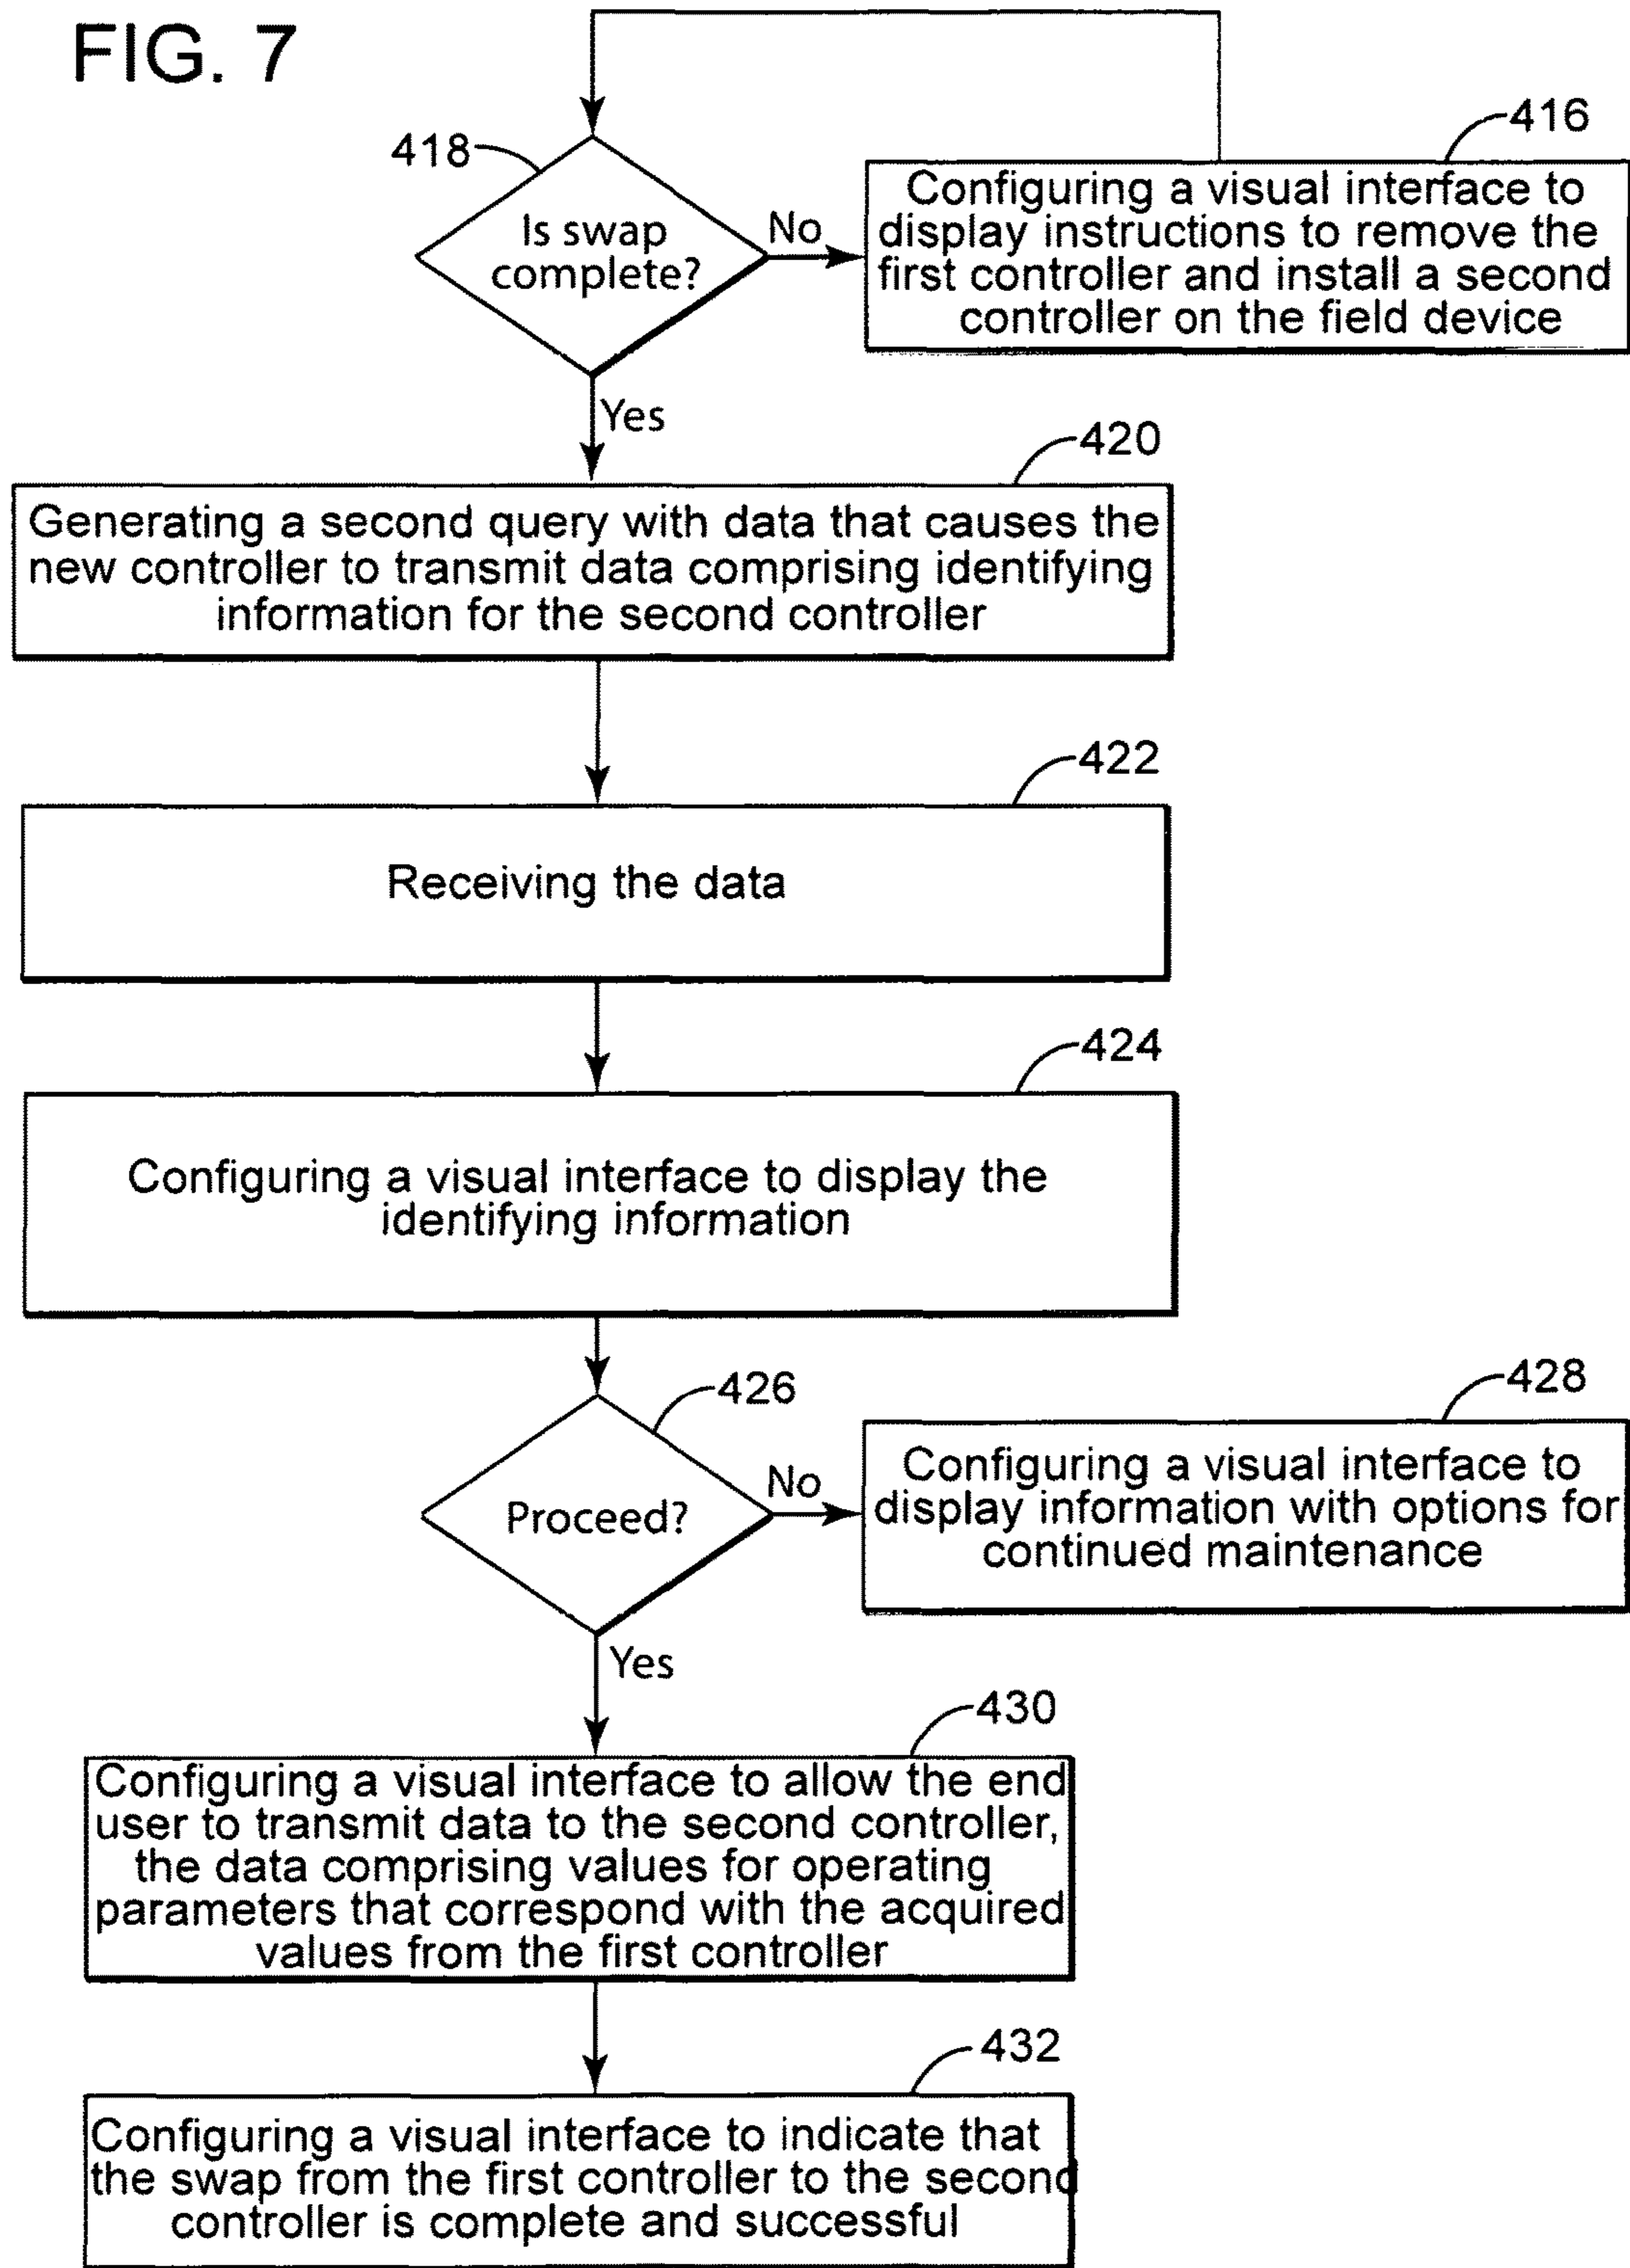 FIG. 7
418
Is swap
complete?
No
416
Configuring a visual interface to
display instructions to remove the
first controller and install a second
controller on the field device
Yes
420
Generating a second query with data that causes the
new controller to transmit data comprising identifying
information for the second controller
422
Receiving the data
424
Configuring a visual interface to display the
identifying information
426
Proceed?
No
428
Configuring a visual interface to
display information with options for
continued maintenance
Yes
430
Configuring a visual interface to allow the end
user to transmit data to the second controller,
the data comprising values for operating
parameters that correspond with the acquired
values from the first controller
432
Configuring a visual interface to indicate that
the swap from the first controller to the second
controller is complete and successful